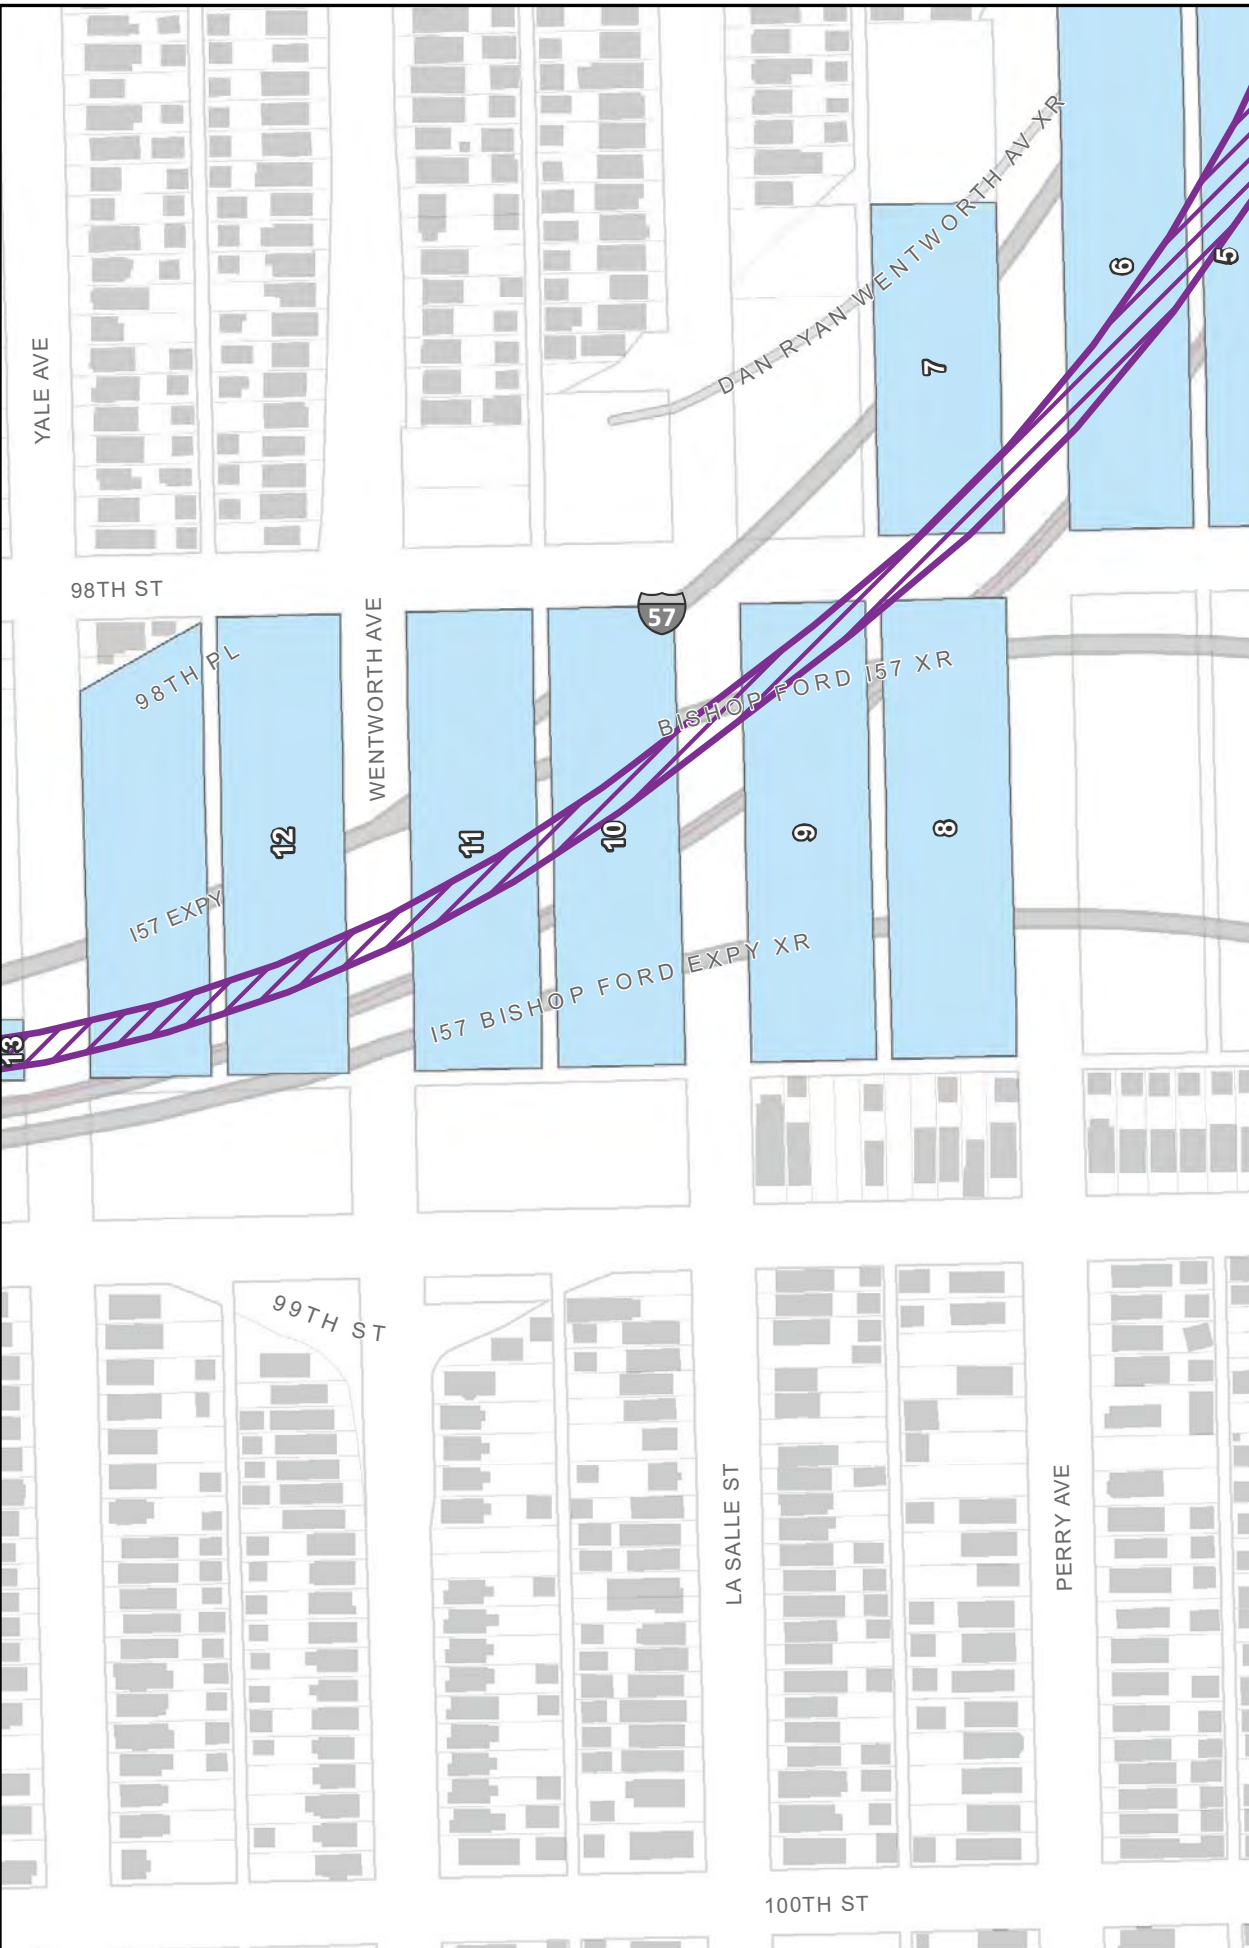 DAN RYAN WENTWORTH AV XR
6
5
7
YALE AVE
98TH ST
57
98TH PL
WENTWORTH AVE
BISHOP FORD I57 XR
12
11
10
9
8
I57 EXPY
I57 BISHOP FORD EXPY XR
13
99TH ST
LA SALLE ST
PERRY AVE
100TH ST